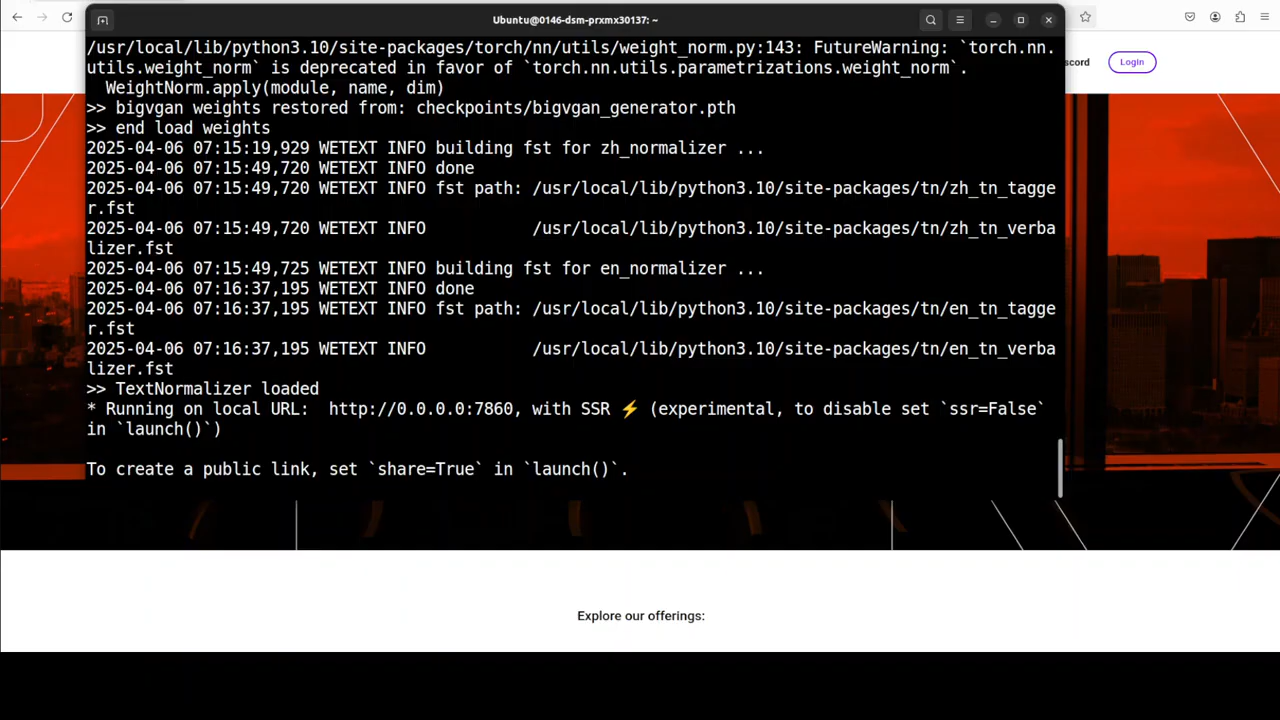 Ubuntu@0146-dsm-prxmx30137: ~
/usr/local/lib/python3.10/site-packages/torch/nn/utils/weight_norm.py:143: FutureWarning: `torch.nn.
utils.weight_norm` is deprecated in favor of `torch.nn.utils.parametrizations.weight_norm`.
  WeightNorm.apply(module, name, dim)
>> bigvgan weights restored from: checkpoints/bigvgan_generator.pth
>> end load weights
2025-04-06 07:15:19,929 WETEXT INFO building fst for zh_normalizer ...
2025-04-06 07:15:49,720 WETEXT INFO done
2025-04-06 07:15:49,720 WETEXT INFO fst path: /usr/local/lib/python3.10/site-packages/tn/zh_tn_tagge
r.fst
2025-04-06 07:15:49,720 WETEXT INFO           /usr/local/lib/python3.10/site-packages/tn/zh_tn_verba
lizer.fst
2025-04-06 07:15:49,725 WETEXT INFO building fst for en_normalizer ...
2025-04-06 07:16:37,195 WETEXT INFO done
2025-04-06 07:16:37,195 WETEXT INFO fst path: /usr/local/lib/python3.10/site-packages/tn/en_tn_tagge
r.fst
2025-04-06 07:16:37,195 WETEXT INFO           /usr/local/lib/python3.10/site-packages/tn/en_tn_verba
lizer.fst
>> TextNormalizer loaded
* Running on local URL:  http://0.0.0.0:7860, with SSR ⚡ (experimental, to disable set `ssr=False`
in `launch()`)
To create a public link, set `share=True` in `launch()`.
scord
Login
Explore our offerings: